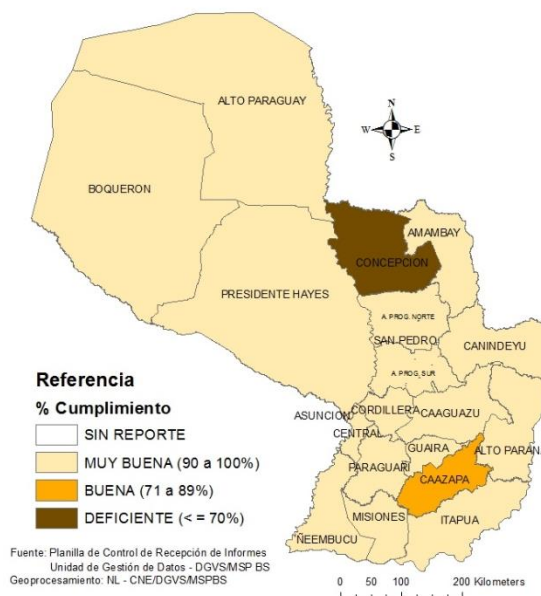 ALTO PARAGUAY
N
W E
S
BOQUERON
AMAMBAY
CONCEPCION
PRESIDENTE HAYES
A. PROG. NORTE
SAN PEDRO
CANINDEYU
A. PROG. SUR
Referencia
% Cumplimiento
SIN REPORTE
MUY BUENA (90 a 100%)
BUENA (71 a 89%)
DEFICIENTE (< = 70%)
ASUNCION
CORDILLERA
CAAGUAZU
CENTRAL
GUAIRA
ALTO PARANA
PARAGUARI
CAAZAPA
MISIONES
ITAPUA
ÑEEMBUCU
Fuente: Planilla de Control de Recepción de Informes
Unidad de Gestión de Datos - DGVS/MSP BS
Geoprocesamiento: NL - CNE/DGVS/MSPBS
0 50 100 200 Kilometers